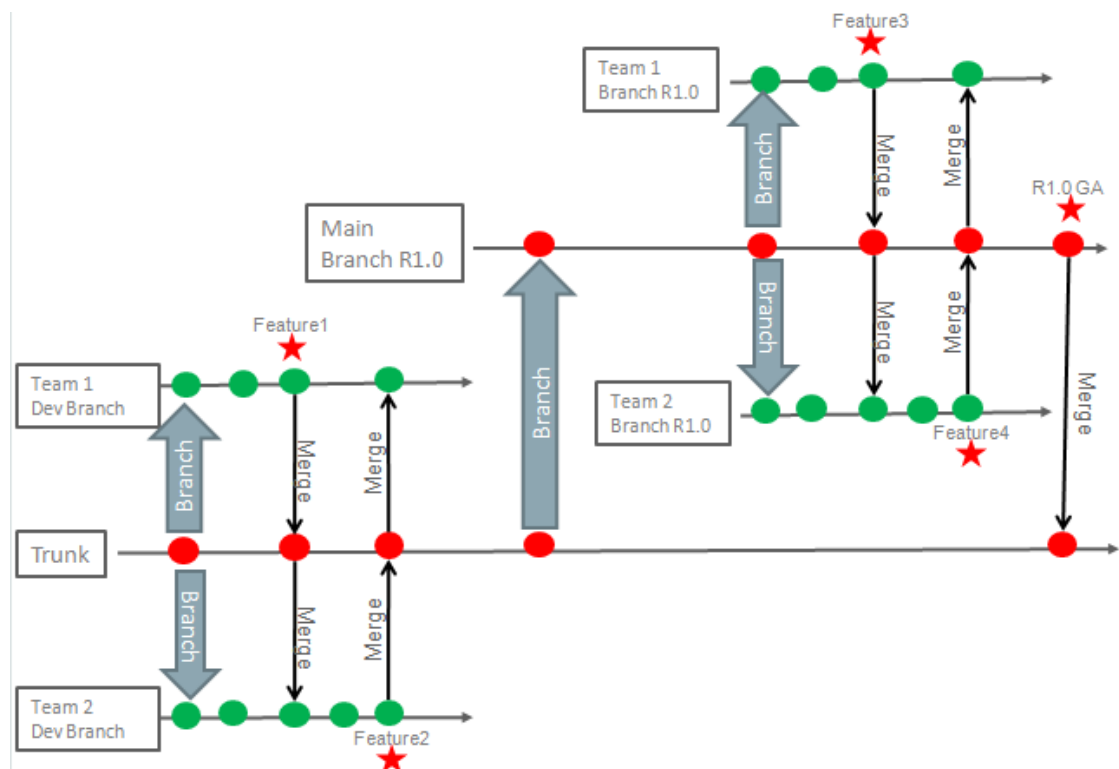 Feature3
Team 1
Branch R1.0
Branch
Merge
Merge
R1.0 GA
Main
Branch R1.0
Branch
Merge
Merge
Feature1
Team 1
Dev Branch
Team 2
Branch R1.0
Feature4
Merge
Branch
Branch
Merge
Merge
Trunk
Branch
Merge
Merge
Team 2
Dev Branch
Feature2